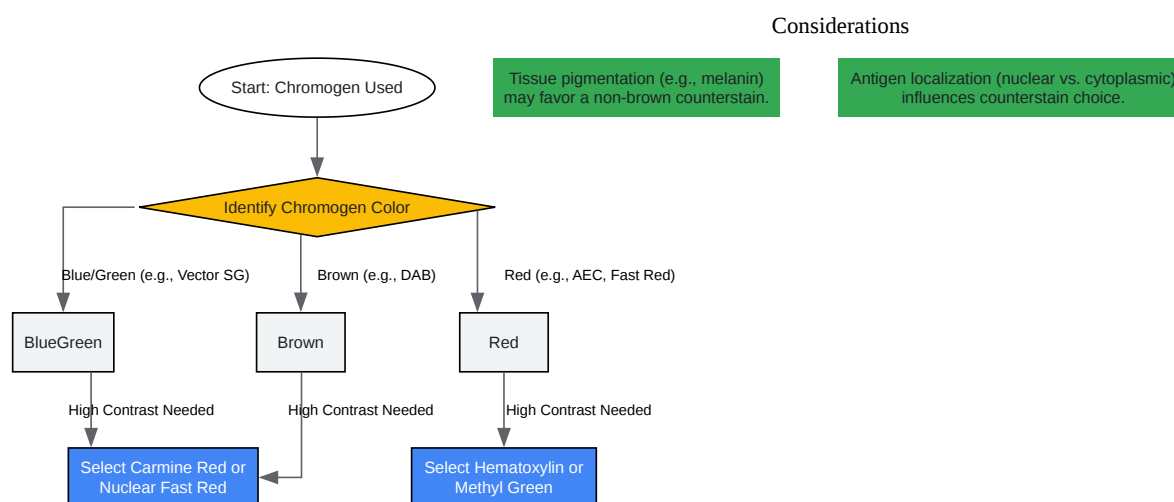 Considerations
Start: Chromogen Used
Tissue pigmentation (e.g., melanin)
may favor a non-brown counterstain.
Antigen localization (nuclear vs. cytoplasmic)
influences counterstain choice.
Identify Chromogen Color
Blue/Green (e.g., Vector SG)
Brown (e.g., DAB)
Red (e.g., AEC, Fast Red)
BlueGreen
Brown
Red
High Contrast Needed
High Contrast Needed
High Contrast Needed
Select Carmine Red or
Nuclear Fast Red
Select Hematoxylin or
Methyl Green